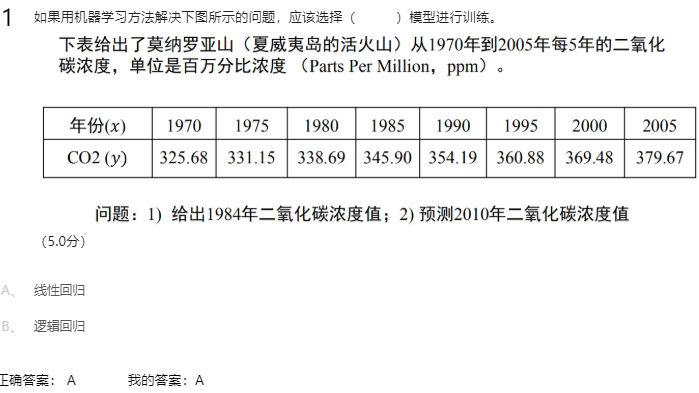 1 如果用机器学习方法解决下图所示的问题，应该选择（ ）模型进行训练。
下表给出了莫纳罗亚山（夏威夷岛的活火山）从1970年到2005年每5年的二氧化
碳浓度，单位是百万分比浓度 （Parts Per Million，ppm）。
年份(x) 1970 1975 1980 1985 1990 1995 2000 2005
CO2 (y) 325.68 331.15 338.69 345.90 354.19 360.88 369.48 379.67
问题：1) 给出1984年二氧化碳浓度值；2) 预测2010年二氧化碳浓度值
(5.0分)
A、 线性回归
B、 逻辑回归
正确答案： A 我的答案：A